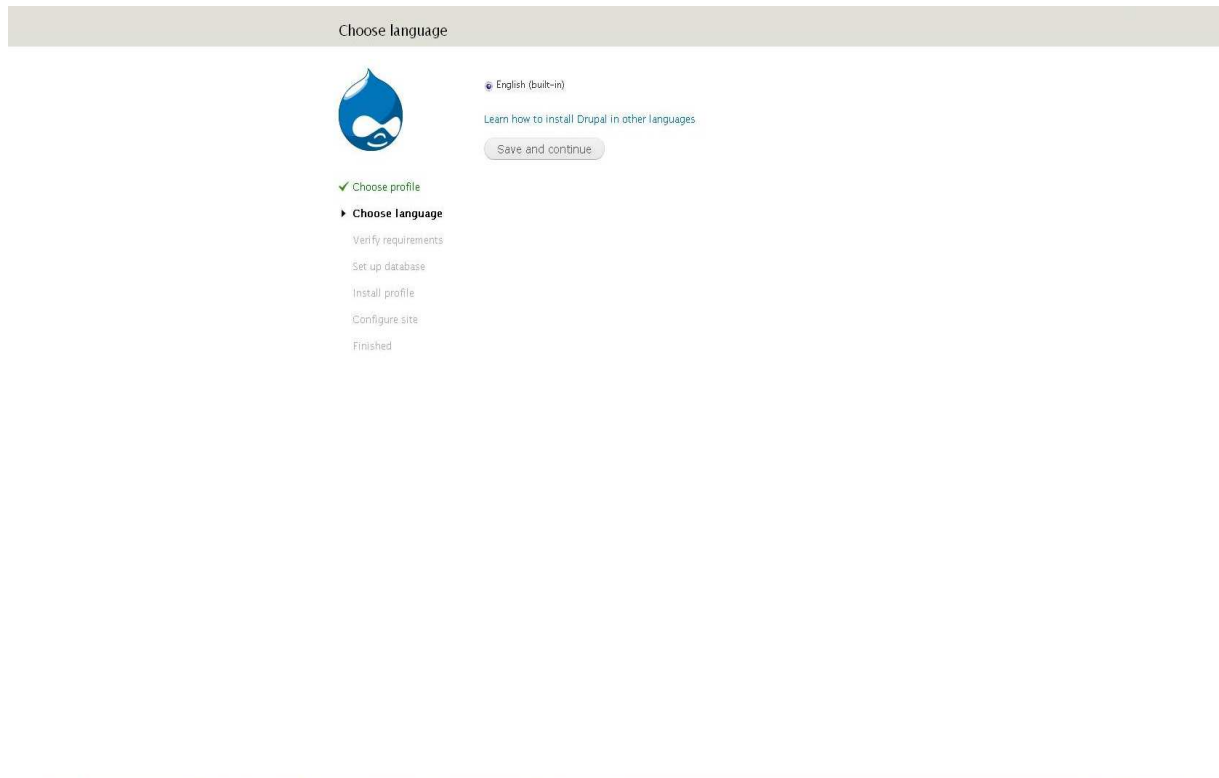 Choose language
English (built-in)
Learn how to install Drupal in other languages
Save and continue
Choose profile
Choose language
Verify requirements
Set up database
Install profile
Configure site
Finished